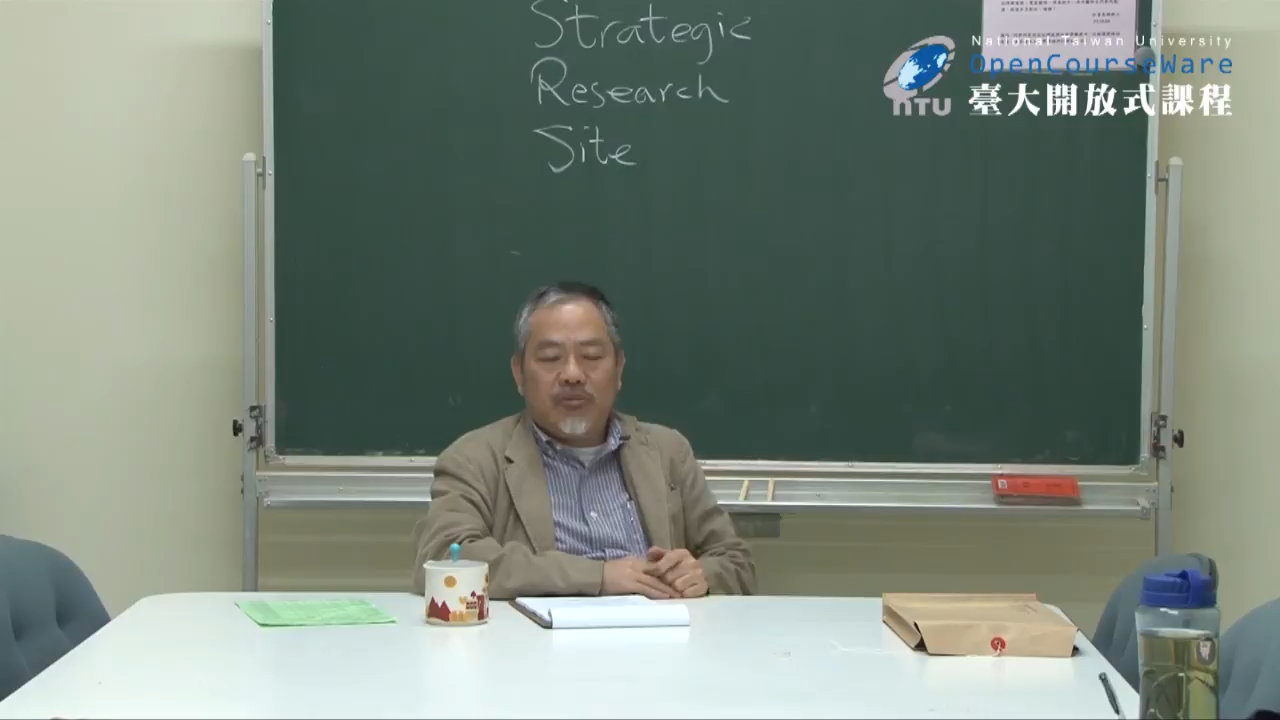 Strategic
Research
Site
National Taiwan University
OpenCourseWare
NTU
臺大開放式課程